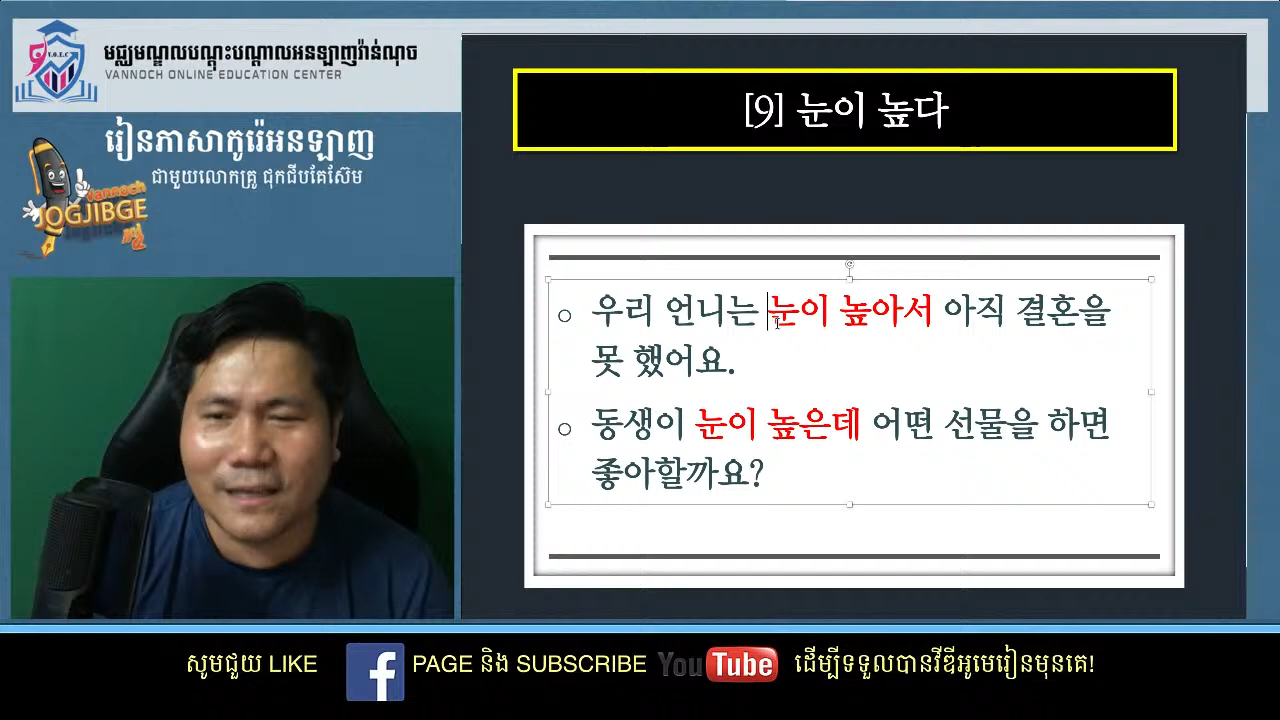 មជ្ឈមណ្ឌលបណ្តុះបណ្តាលអនឡាញវ៉ាន់ណុច
VANNOCH ONLINE EDUCATION CENTER
V.O.E.C
រៀនភាសាកូរ៉េអនឡាញ
ជាមួយលោកគ្រូ ជុកជីបគែស៊ែម
Vannoch
JOGJIBGE
[9] 눈이 높다
우리 언니는 눈이 높아서 아직 결혼을
못 했어요.
동생이 눈이 높은데 어떤 선물을 하면
좋아할까요?
សូមជួយ LIKE f PAGE និង SUBSCRIBE YouTube ដើម្បីទទួលបានវីឌីអូមេរៀនមុនគេ!